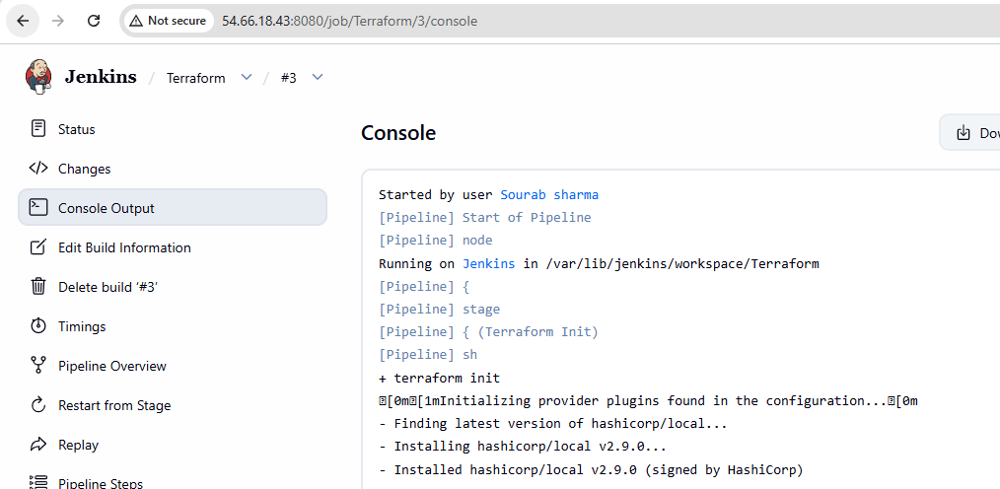 Not secure 54.66.18.43:8080/job/Terraform/3/console
Jenkins / Terraform / #3
Status
Changes
Console Output
Edit Build Information
Delete build ‘#3’
Timings
Pipeline Overview
Restart from Stage
Replay
Pipeline Steps
Console
Dow
Started by user Sourab sharma
[Pipeline] Start of Pipeline
[Pipeline] node
Running on Jenkins in /var/lib/jenkins/workspace/Terraform
[Pipeline] {
[Pipeline] stage
[Pipeline] { (Terraform Init)
[Pipeline] sh
+ terraform init
[0m[1mInitializing provider plugins found in the configuration...[0m
- Finding latest version of hashicorp/local...
- Installing hashicorp/local v2.9.0...
- Installed hashicorp/local v2.9.0 (signed by HashiCorp)